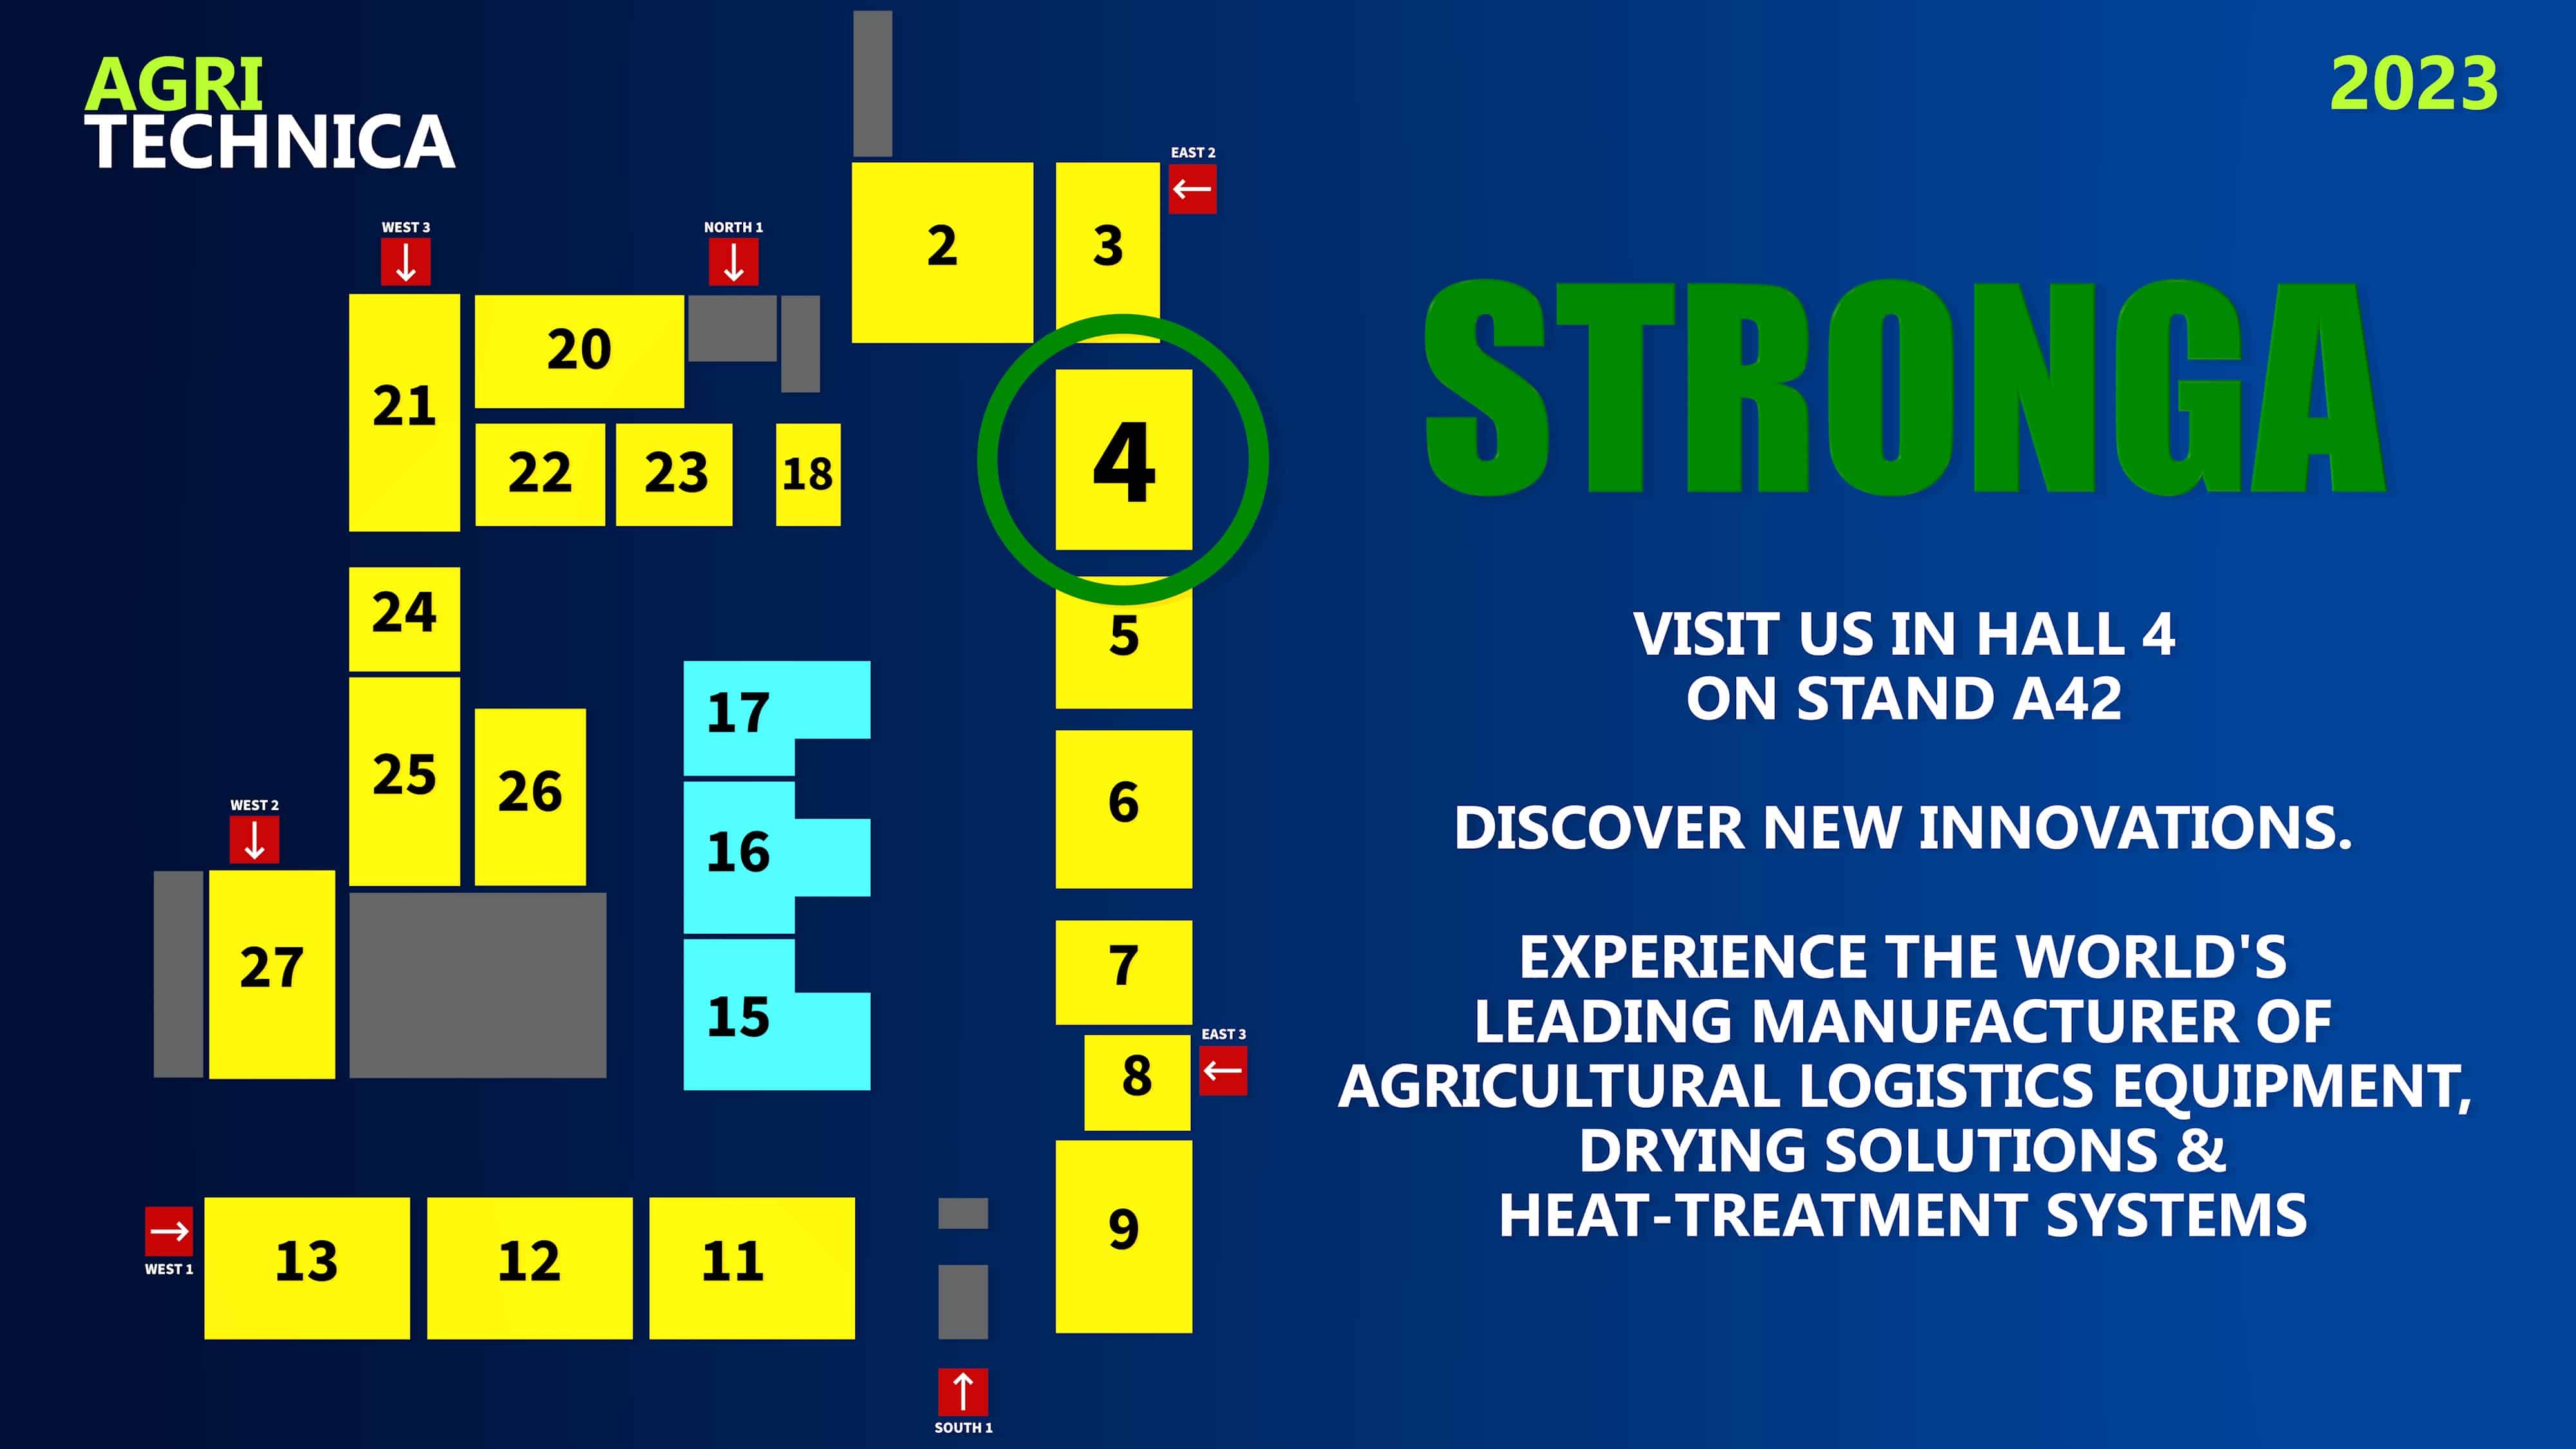 AGRI
TECHNICA
2023
EAST 2
WEST 3
NORTH 1
2
3
20
21
22
23
18
4
STRONGA
24
5
VISIT US IN HALL 4
ON STAND A42
17
25
26
6
16
DISCOVER NEW INNOVATIONS.
WEST 2
27
15
7
EXPERIENCE THE WORLD'S
LEADING MANUFACTURER OF
AGRICULTURAL LOGISTICS EQUIPMENT,
DRYING SOLUTIONS &
HEAT-TREATMENT SYSTEMS
EAST 3
8
9
13
12
11
WEST 1
SOUTH 1